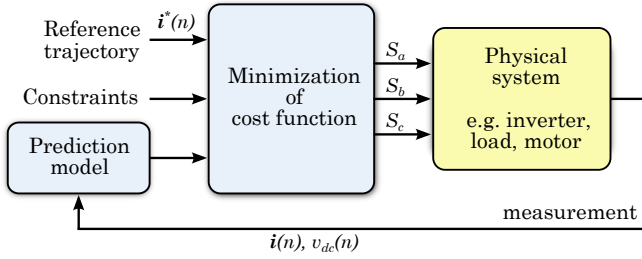 Reference
trajectory
i*(n)
Constraints
Prediction
model
Minimization
of
cost function
Sa
Sb
Sc
Physical
system
e.g. inverter,
load, motor
measurement
i(n), vdc(n)